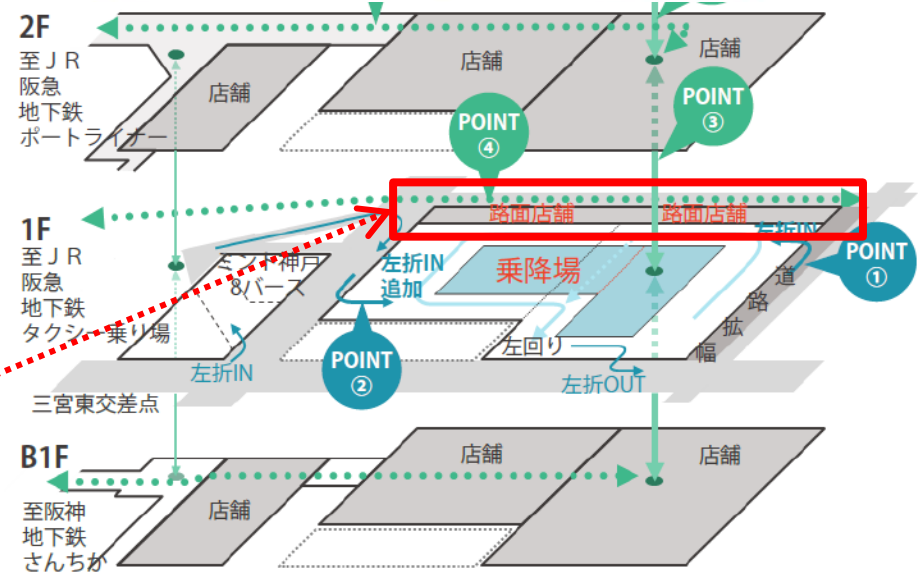 2F
至ＪＲ
阪急
地下鉄
ポートライナー
店舗
店舗
店舗
POINT
③
POINT
④
1F
至ＪＲ
阪急
地下鉄
タクシー乗り場
ミント神戸
8バース
左折IN
追加
路面店舗
路面店舗
左折IN
乗降場
POINT
①
道
路
拡
幅
POINT
②
左回り
左折IN
左折OUT
三宮東交差点
B1F
至阪神
地下鉄
さんちか
店舗
店舗
店舗